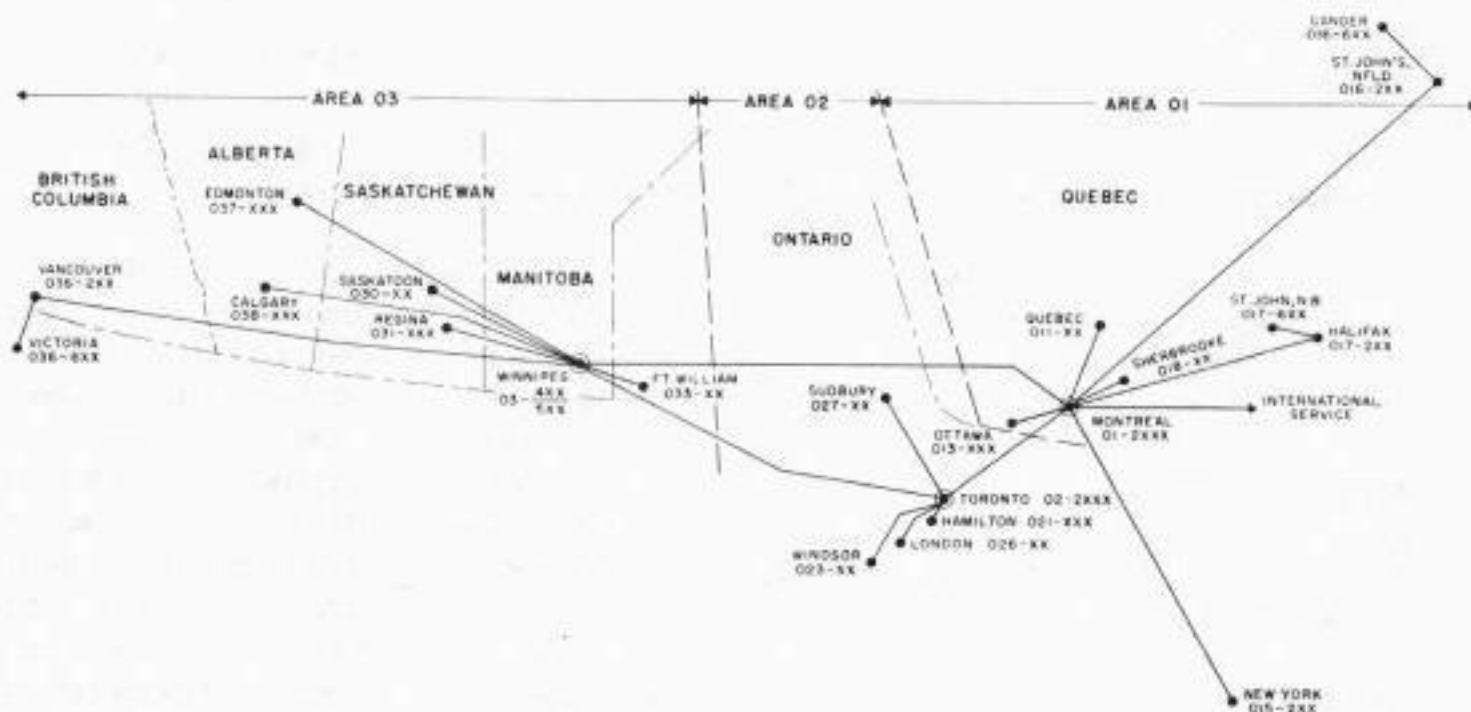 GANDER
016-6XX
ST. JOHN'S,
NFLD
016-2XX
AREA 03
AREA 02
AREA 01
ALBERTA
BRITISH
COLUMBIA
EDMONTON
037-XXX
SASKATCHEWAN
QUEBEC
ONTARIO
MANITOBA
VANCOUVER
036-2XX
CALGARY
038-XXX
SASKATOON
030-XX
REGINA
031-XXX
VICTORIA
036-8XX
WINNIPEG
03-
4XX
5XX
FT. WILLIAM
035-XX
SUDBURY
027-XX
QUEBEC
011-XX
SHERBROOKE
018-XX
ST. JOHN, N.B.
017-6XX
HALIFAX
017-2XX
OTTAWA
013-XXX
MONTREAL
01-2XXX
INTERNATIONAL
SERVICE
TORONTO 02-2XXX
HAMILTON 021-XXX
LONDON 026-XX
WINDSOR
023-XX
NEW YORK
015-2XX